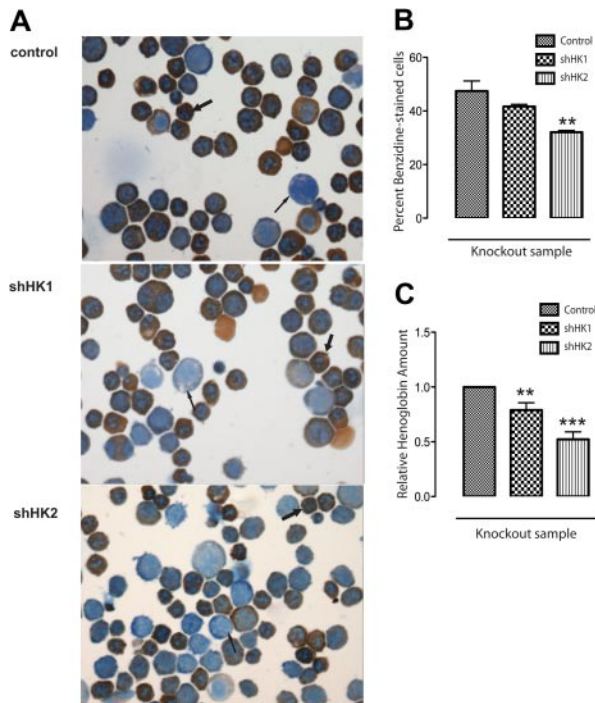 A
control
shHK1
shHK2
B
Control
shHK1
shHK2
Percent Benzidine-stained cells
60
40
20
0
**
Knockout sample
C
Control
shHK1
shHK2
Relative Henoglobin Amount
1.5
1.0
0.5
0.0
**
***
Knockout sample